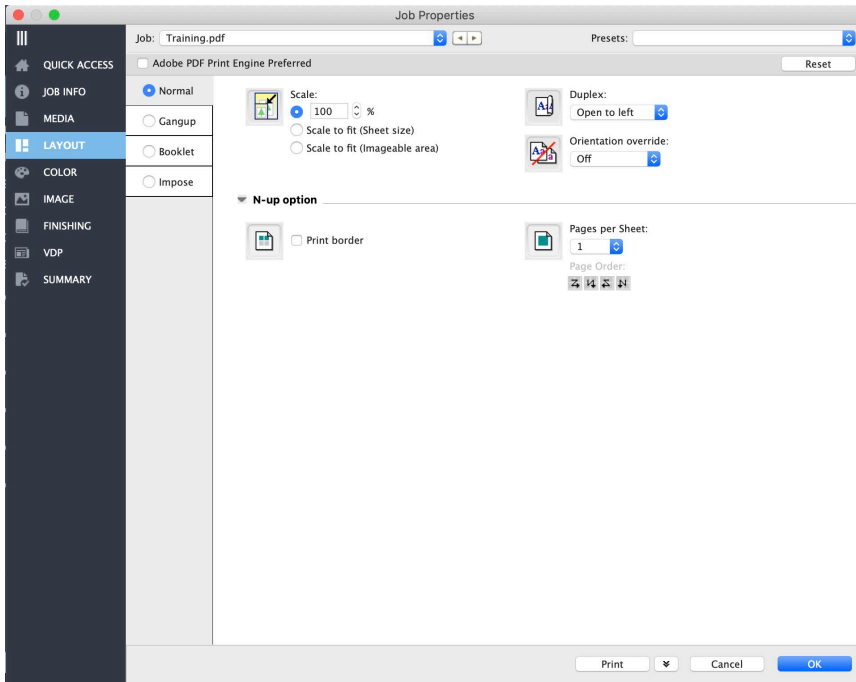 Job Properties
Job: Training.pdf
Presets:
Adobe PDF Print Engine Preferred
Reset
QUICK ACCESS
JOB INFO
MEDIA
LAYOUT
COLOR
IMAGE
FINISHING
VDP
SUMMARY
Normal
Gangup
Booklet
Impose
Scale:
100 %
Scale to fit (Sheet size)
Scale to fit (Imageable area)
Duplex:
Open to left
Orientation override:
Off
N-up option
Print border
Pages per Sheet:
1
Page Order:
Print
Cancel
OK